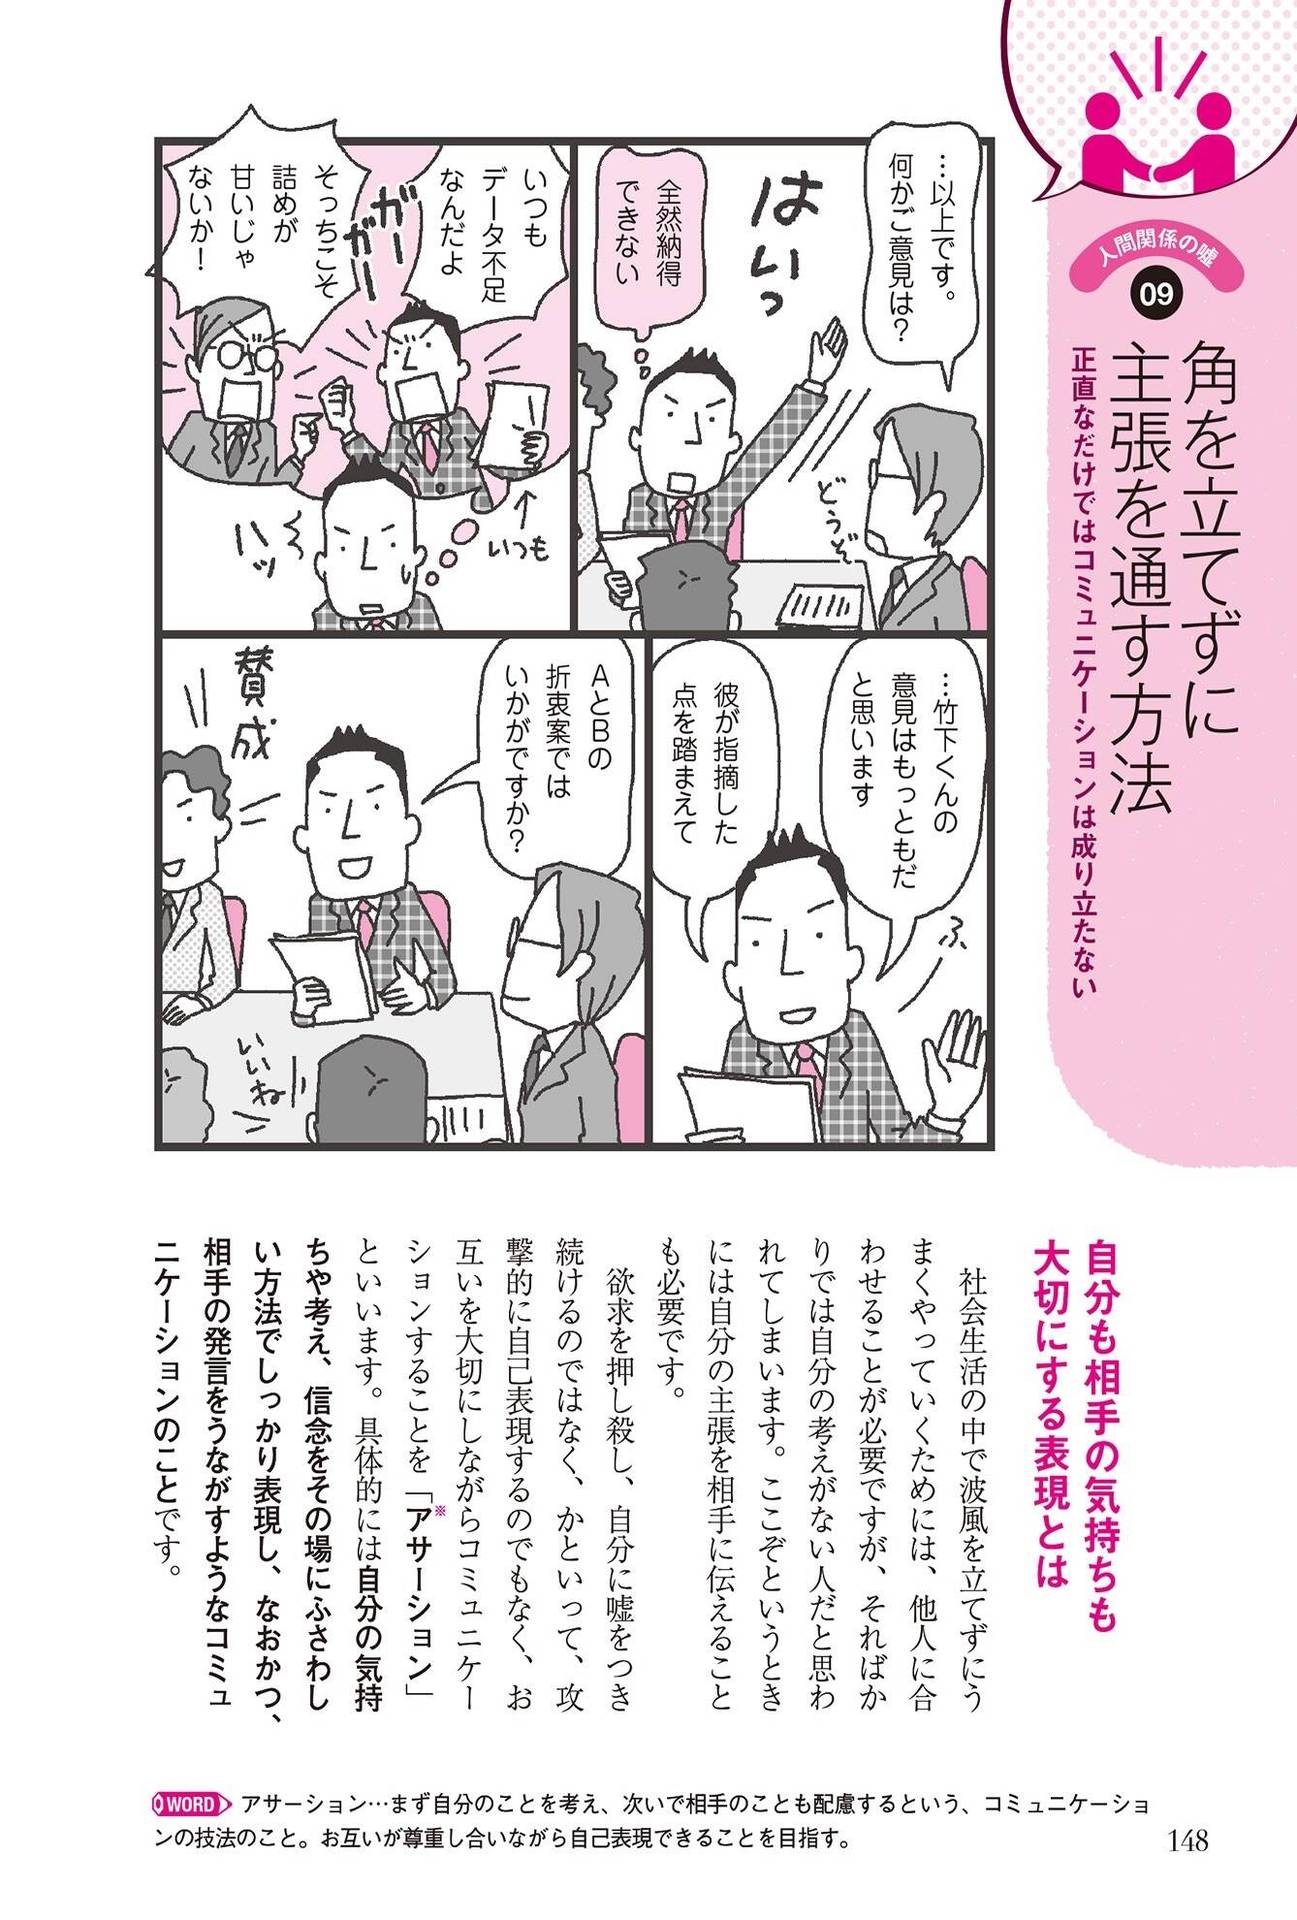 人間関係の嘘
09
角を立てずに
主張を通す方法
正直なだけではコミュニケーションは成り立たない
…以上です。
何かご意見は？
はいっ
全然納得
できない
どうぞ
いつも
データ不足
なんだよ
ガーガー
そっちこそ
詰めが
甘いじゃ
ないか！
↑いつも
ハッ
…竹下くんの
意見はもっともだ
と思います
彼が指摘した
点を踏まえて
ふ
AとBの
折衷案では
いかがですか？
賛成
いいねー
自分も相手の気持ちも
大切にする表現とは
社会生活の中で波風を立てずにう
まくやっていくためには、他人に合
わせることが必要ですが、そればか
りでは自分の考えがない人だと思わ
れてしまいます。ここぞというとき
には自分の主張を相手に伝えること
も必要です。
欲求を押し殺し、自分に嘘をつき
続けるのではなく、かといって、攻
撃的に自己表現するのでもなく、お
互いを大切にしながらコミュニケー
ションすることを「アサーション※」
といいます。具体的には自分の気持
ちや考え、信念をその場にふさわし
い方法でしっかり表現し、なおかつ、
相手の発言をうながすようなコミュ
ニケーションのことです。
WORD アサーション…まず自分のことを考え、次いで相手のことも配慮するという、コミュニケーショ
ンの技法のこと。お互いが尊重し合いながら自己表現できることを目指す。
148